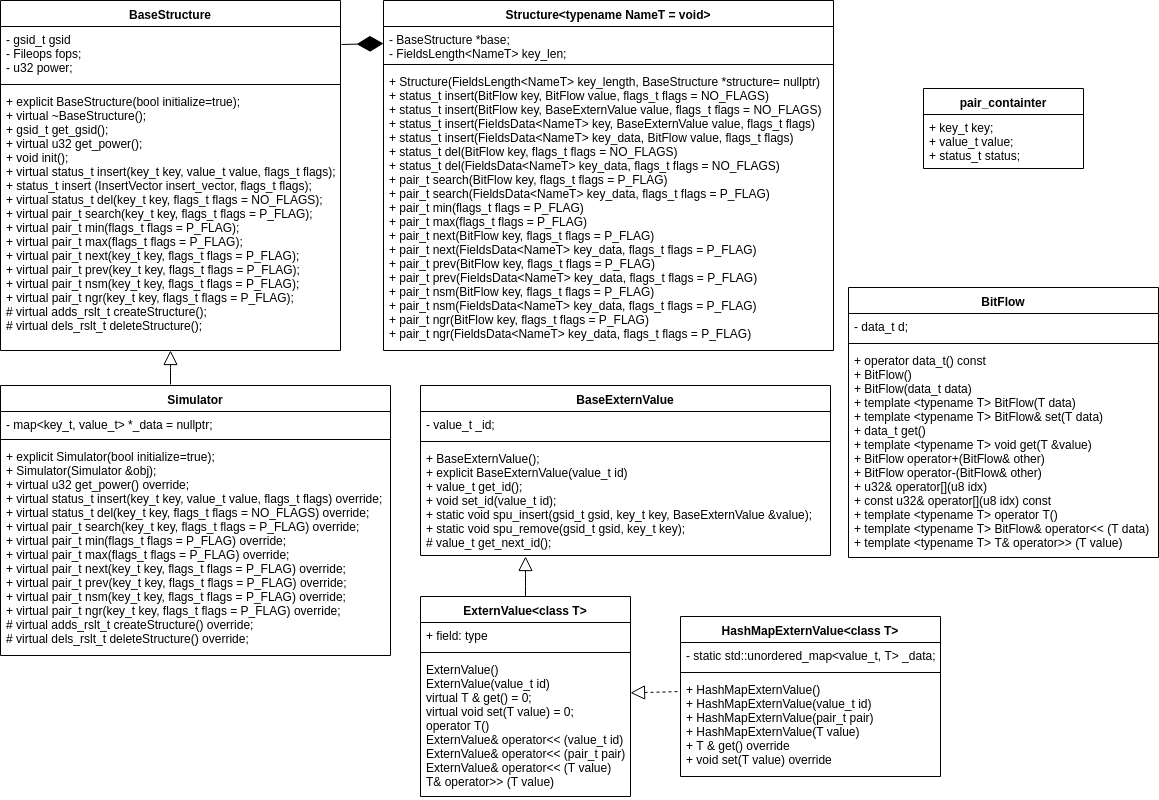 BaseStructure
- gsid_t gsid
- Fileops fops;
- u32 power;
+ explicit BaseStructure(bool initialize=true);
+ virtual ~BaseStructure();
+ gsid_t get_gsid();
+ virtual u32 get_power();
+ void init();
+ virtual status_t insert(key_t key, value_t value, flags_t flags);
+ status_t insert (InsertVector insert_vector, flags_t flags);
+ virtual status_t del(key_t key, flags_t flags = NO_FLAGS);
+ virtual pair_t search(key_t key, flags_t flags = P_FLAG);
+ virtual pair_t min(flags_t flags = P_FLAG);
+ virtual pair_t max(flags_t flags = P_FLAG);
+ virtual pair_t next(key_t key, flags_t flags = P_FLAG);
+ virtual pair_t prev(key_t key, flags_t flags = P_FLAG);
+ virtual pair_t nsm(key_t key, flags_t flags = P_FLAG);
+ virtual pair_t ngr(key_t key, flags_t flags = P_FLAG);
# virtual adds_rslt_t createStructure();
# virtual dels_rslt_t deleteStructure();
Structure<typename NameT = void>
- BaseStructure *base;
- FieldsLength<NameT> key_len;
+ Structure(FieldsLength<NameT> key_length, BaseStructure *structure= nullptr)
+ status_t insert(BitFlow key, BitFlow value, flags_t flags = NO_FLAGS)
+ status_t insert(BitFlow key, BaseExternValue value, flags_t flags = NO_FLAGS)
+ status_t insert(FieldsData<NameT> key, BaseExternValue value, flags_t flags)
+ status_t insert(FieldsData<NameT> key_data, BitFlow value, flags_t flags)
+ status_t del(BitFlow key, flags_t flags = NO_FLAGS)
+ status_t del(FieldsData<NameT> key_data, flags_t flags = NO_FLAGS)
+ pair_t search(BitFlow key, flags_t flags = P_FLAG)
+ pair_t search(FieldsData<NameT> key_data, flags_t flags = P_FLAG)
+ pair_t min(flags_t flags = P_FLAG)
+ pair_t max(flags_t flags = P_FLAG)
+ pair_t next(BitFlow key, flags_t flags = P_FLAG)
+ pair_t next(FieldsData<NameT> key_data, flags_t flags = P_FLAG)
+ pair_t prev(BitFlow key, flags_t flags = P_FLAG)
+ pair_t prev(FieldsData<NameT> key_data, flags_t flags = P_FLAG)
+ pair_t nsm(BitFlow key, flags_t flags = P_FLAG)
+ pair_t nsm(FieldsData<NameT> key_data, flags_t flags = P_FLAG)
+ pair_t ngr(BitFlow key, flags_t flags = P_FLAG)
+ pair_t ngr(FieldsData<NameT> key_data, flags_t flags = P_FLAG)
pair_containter
+ key_t key;
+ value_t value;
+ status_t status;
BitFlow
- data_t d;
+ operator data_t() const
+ BitFlow()
+ BitFlow(data_t data)
+ template <typename T> BitFlow(T data)
+ template <typename T> BitFlow& set(T data)
+ data_t get()
+ template <typename T> void get(T &value)
+ BitFlow operator+(BitFlow& other)
+ BitFlow operator-(BitFlow& other)
+ u32& operator[](u8 idx)
+ const u32& operator[](u8 idx) const
+ template <typename T> operator T()
+ template <typename T> BitFlow& operator<< (T data)
+ template <typename T> T& operator>> (T value)
Simulator
- map<key_t, value_t> *_data = nullptr;
+ explicit Simulator(bool initialize=true);
+ Simulator(Simulator &obj);
+ virtual u32 get_power() override;
+ virtual status_t insert(key_t key, value_t value, flags_t flags) override;
+ virtual status_t del(key_t key, flags_t flags = NO_FLAGS) override;
+ virtual pair_t search(key_t key, flags_t flags = P_FLAG) override;
+ virtual pair_t min(flags_t flags = P_FLAG) override;
+ virtual pair_t max(flags_t flags = P_FLAG) override;
+ virtual pair_t next(key_t key, flags_t flags = P_FLAG) override;
+ virtual pair_t prev(key_t key, flags_t flags = P_FLAG) override;
+ virtual pair_t nsm(key_t key, flags_t flags = P_FLAG) override;
+ virtual pair_t ngr(key_t key, flags_t flags = P_FLAG) override;
# virtual adds_rslt_t createStructure() override;
# virtual dels_rslt_t deleteStructure() override;
BaseExternValue
- value_t _id;
+ BaseExternValue();
+ explicit BaseExternValue(value_t id)
+ value_t get_id();
+ void set_id(value_t id);
+ static void spu_insert(gsid_t gsid, key_t key, BaseExternValue &value);
+ static void spu_remove(gsid_t gsid, key_t key);
# value_t get_next_id();
ExternValue<class T>
+ field: type
ExternValue()
ExternValue(value_t id)
virtual T & get() = 0;
virtual void set(T value) = 0;
operator T()
ExternValue& operator<< (value_t id)
ExternValue& operator<< (pair_t pair)
ExternValue& operator<< (T value)
T& operator>> (T value)
HashMapExternValue<class T>
- static std::unordered_map<value_t, T> _data;
+ HashMapExternValue()
+ HashMapExternValue(value_t id)
+ HashMapExternValue(pair_t pair)
+ HashMapExternValue(T value)
+ T & get() override
+ void set(T value) override